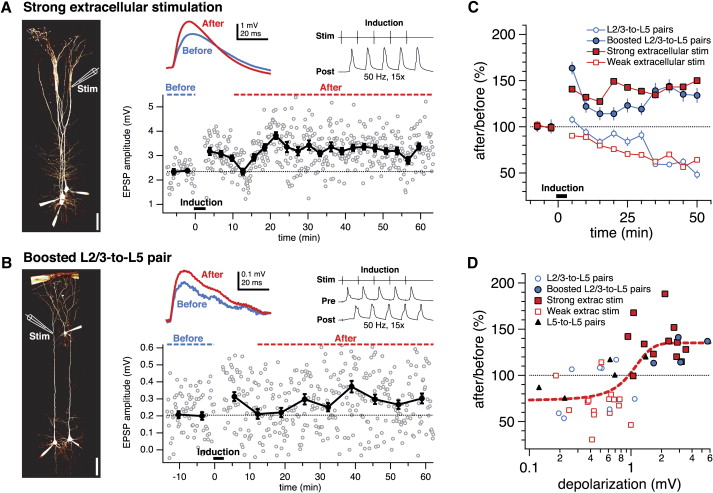 A Strong extracellular stimulation
Stim
After
Before
1 mV
20 ms
Induction
Stim
Post
50 Hz, 15x
Before
After
EPSP amplitude (mV)
5
4
3
2
1
Induction
-10 0 10 20 30 40 50 60
time (min)
B Boosted L2/3-to-L5 pair
Stim
After
Before
0.1 mV
20 ms
Induction
Stim
Pre
Post
50 Hz, 15x
Before
After
EPSP amplitude (mV)
0.6
0.5
0.4
0.3
0.2
0.1
0.0
Induction
-10 0 10 20 30 40 50 60
time (min)
C
L2/3-to-L5 pairs
Boosted L2/3-to-L5 pairs
Strong extracellular stim
Weak extracellular stim
after/before (%)
200
150
100
50
Induction
0 25 50
time (min)
D
L2/3-to-L5 pairs
Boosted L2/3-to-L5 pairs
Strong extrac stim
Weak extrac stim
L5-to-L5 pairs
after/before (%)
200
150
100
50
0.1 2 4 6 8 1 2 4 6
depolarization (mV)